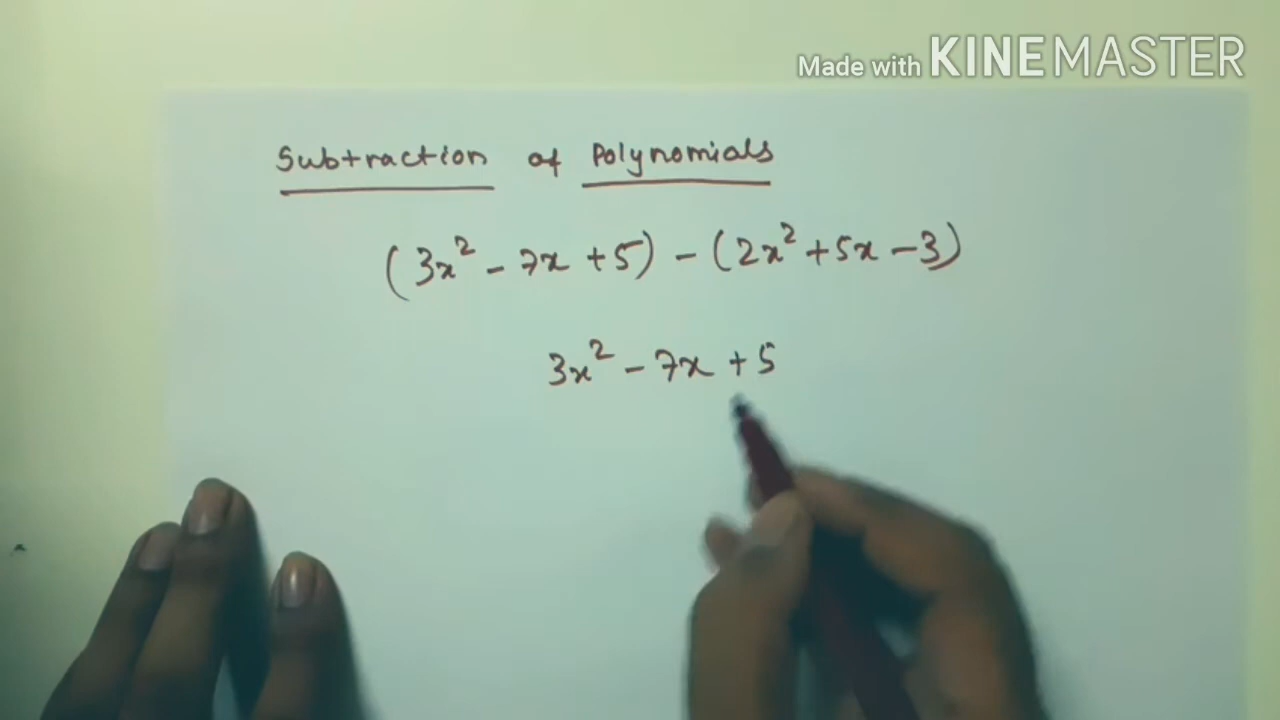 Made with KINEMASTER
Subtraction of Polynomials
(3x² - 7x + 5) - (2x² + 5x - 3)
3x² - 7x + 5